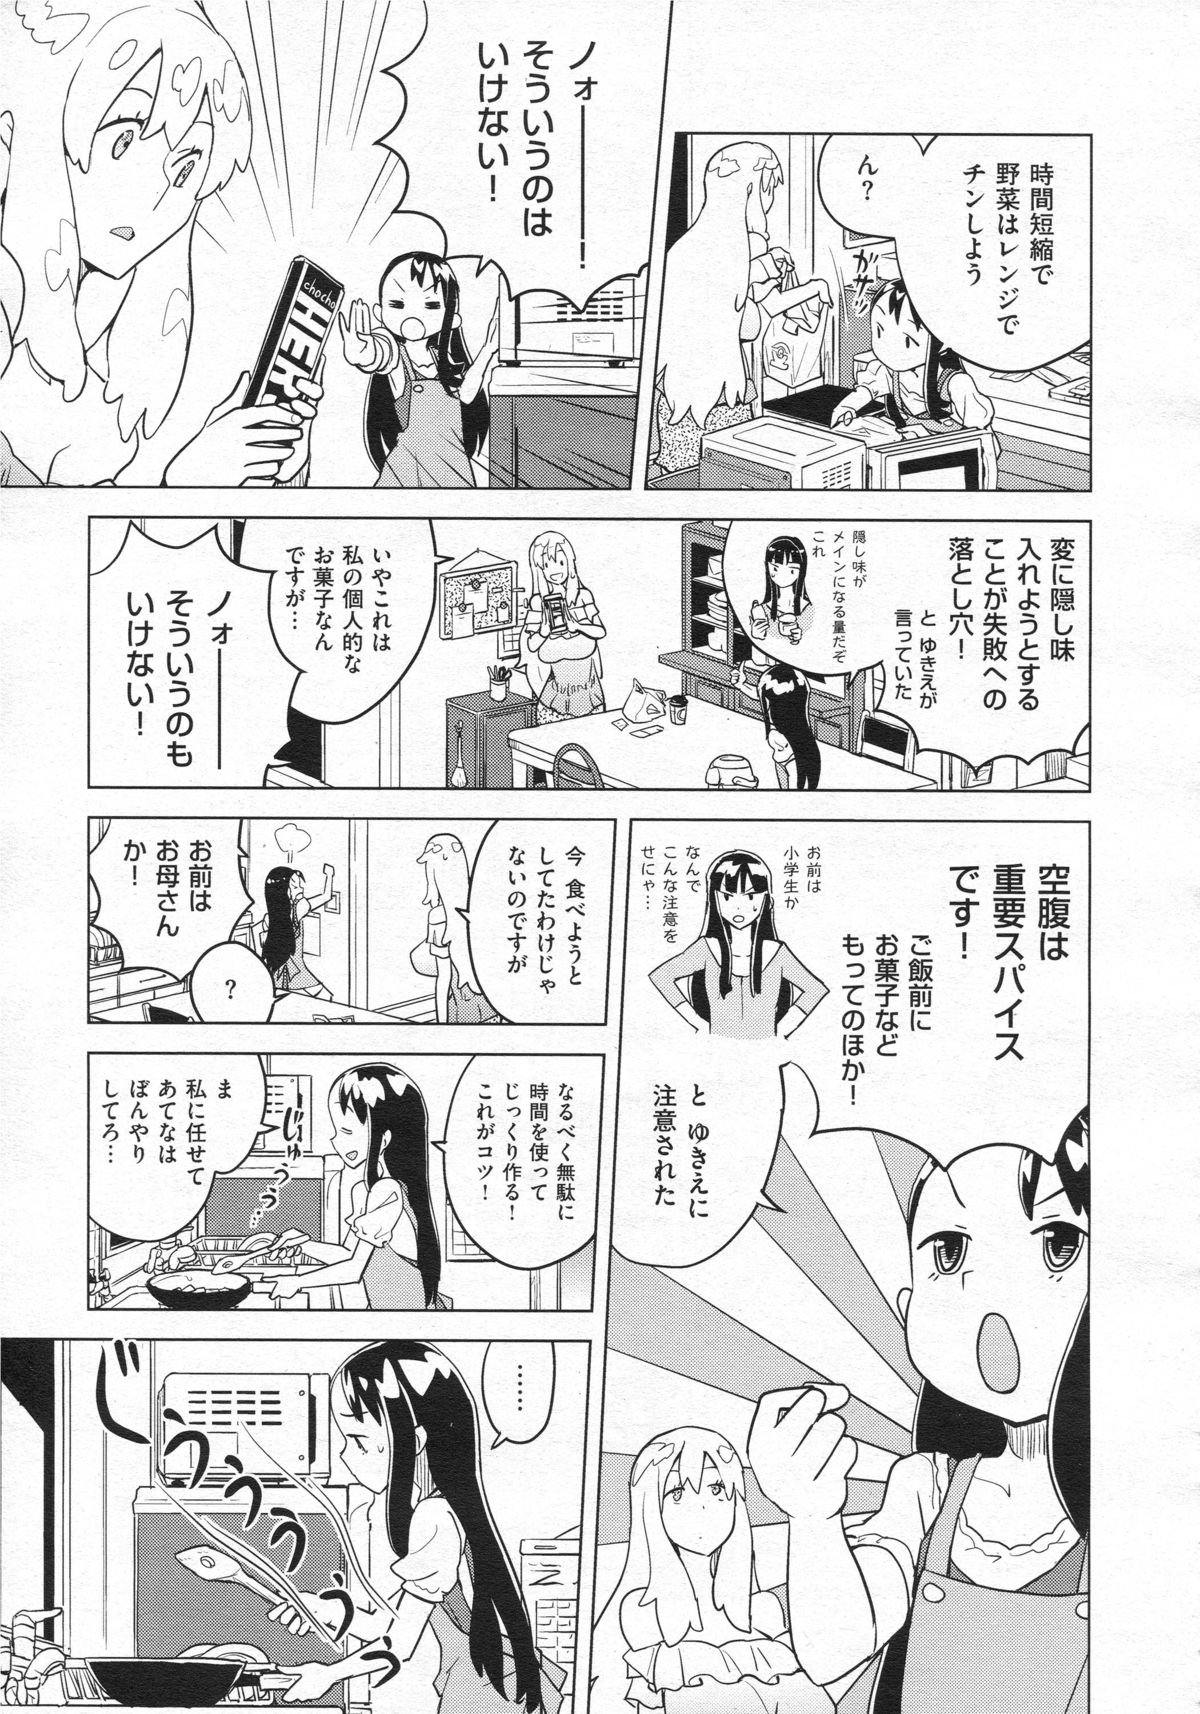 時間短縮で
野菜はレンジで
チンしよう
ん?
ガサッ
ノォ――――!
そういうのは
いけない!
chocho
HEK
変に隠し味
入れようとする
ことが失敗への
落とし穴!
と ゆきえが
言っていた
隠し味が
メインになる量だぞ
これ
いやこれは
私の個人的な
お菓子なん
ですが…
ノォ――――
そういうのも
いけない!
空腹は
重要スパイス
です!
ご飯前に
お菓子など
もってのほか!
お前は
小学生か
なんで
こんな注意を
せにゃ…
と ゆきえに
注意された
今 食べようと
してたわけじゃ
ないのですが
お前は
お母さん
か!
?
なるべく無駄に
時間を使って
じっくり作る!
これがコツ!
じゅうぅ…
ま
私に任せて
あてなは
ぼんやり
してろ…
……
じゅうううううう